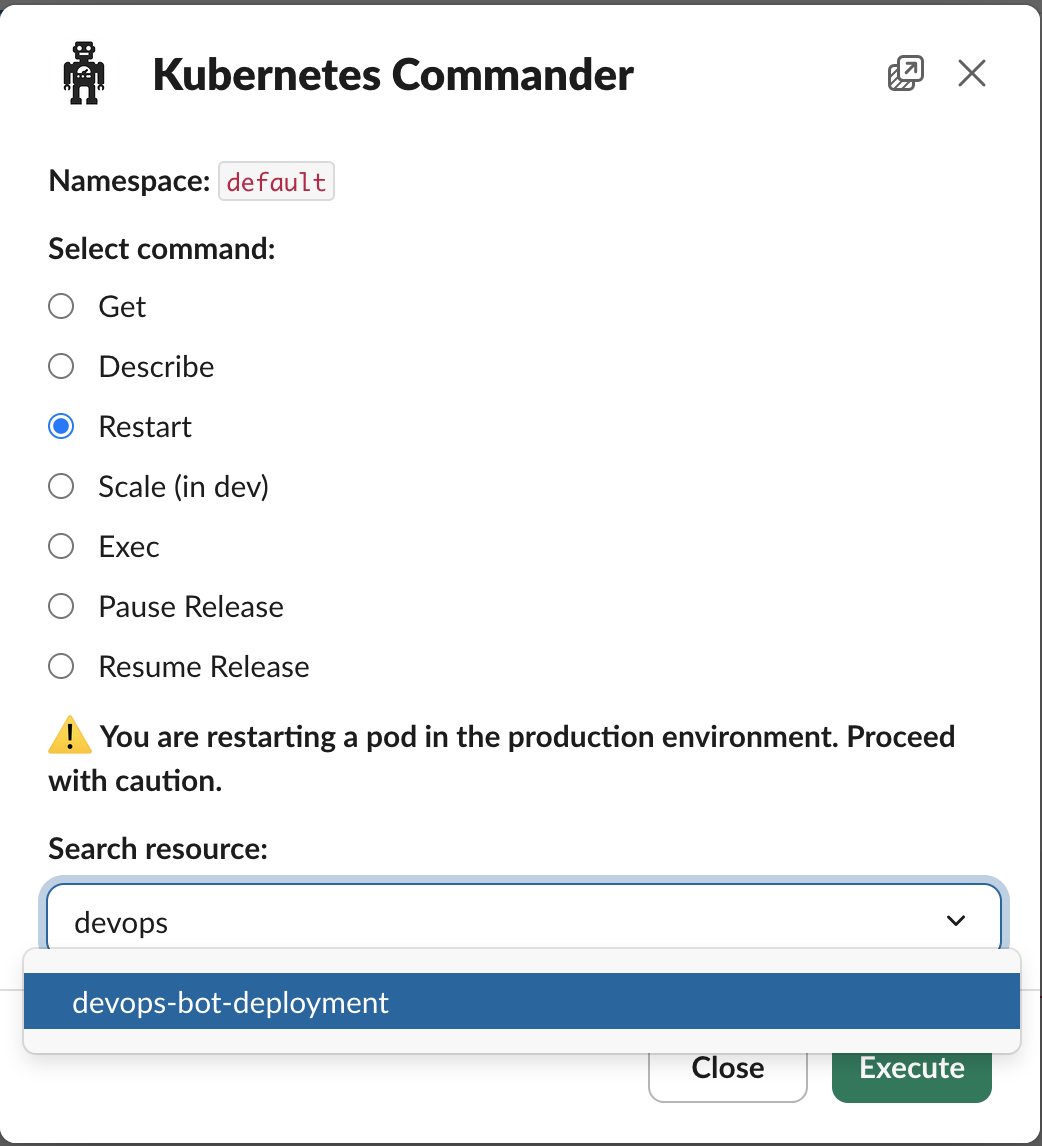 Kubernetes Commander
Namespace: default
Select command:
Get
Describe
Restart
Scale (in dev)
Exec
Pause Release
Resume Release
⚠️ You are restarting a pod in the production environment. Proceed
with caution.
Search resource:
devops
devops-bot-deployment
Close
Execute